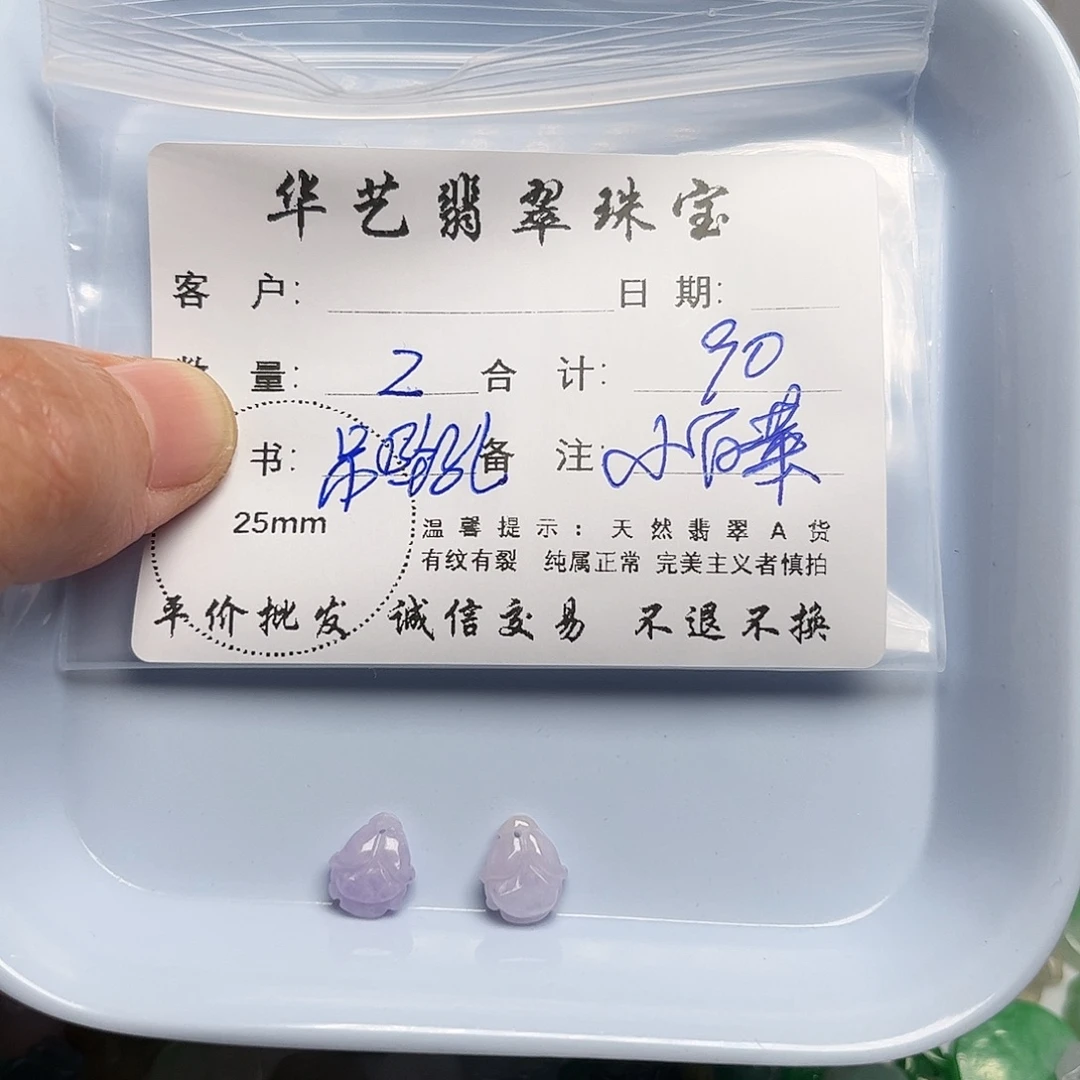 华艺翡翠珠宝
客 户: 日 期:
量: 2 合 计: 90
书: 备 注: 小百菜
25mm
温馨提示: 天然翡翠A货
有纹有裂 纯属正常 完美主义者慎拍
平价批发 诚信交易 不退不换